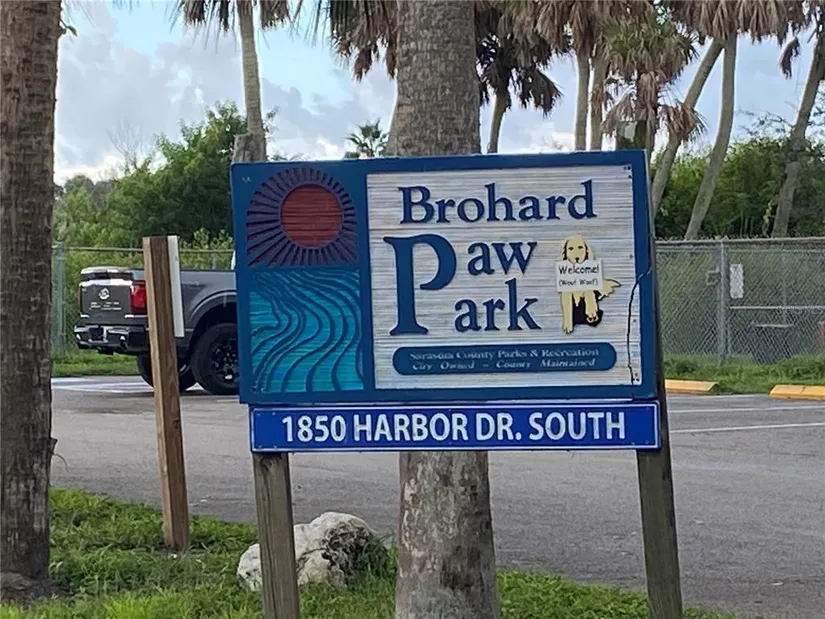 Brohard
Paw
Park
Welcome!
(Woof Woof)
Sarasota County Parks & Recreation
City Owned – County Maintained
1850 HARBOR DR. SOUTH